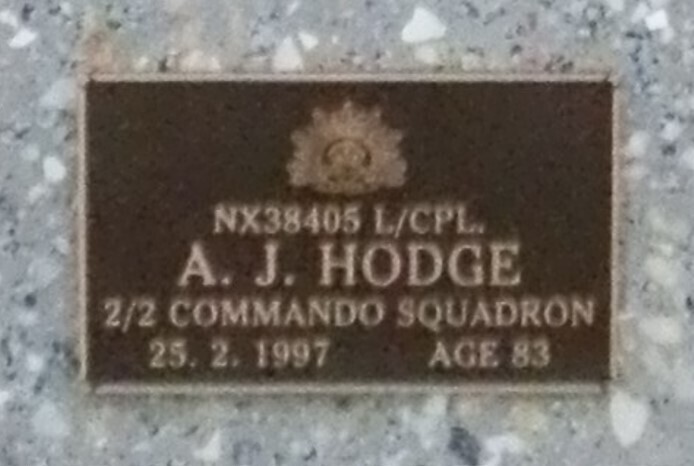 NX38405 L/CPL.
A. J. HODGE
2/2 COMMANDO SQUADRON
25. 2. 1997 AGE 83